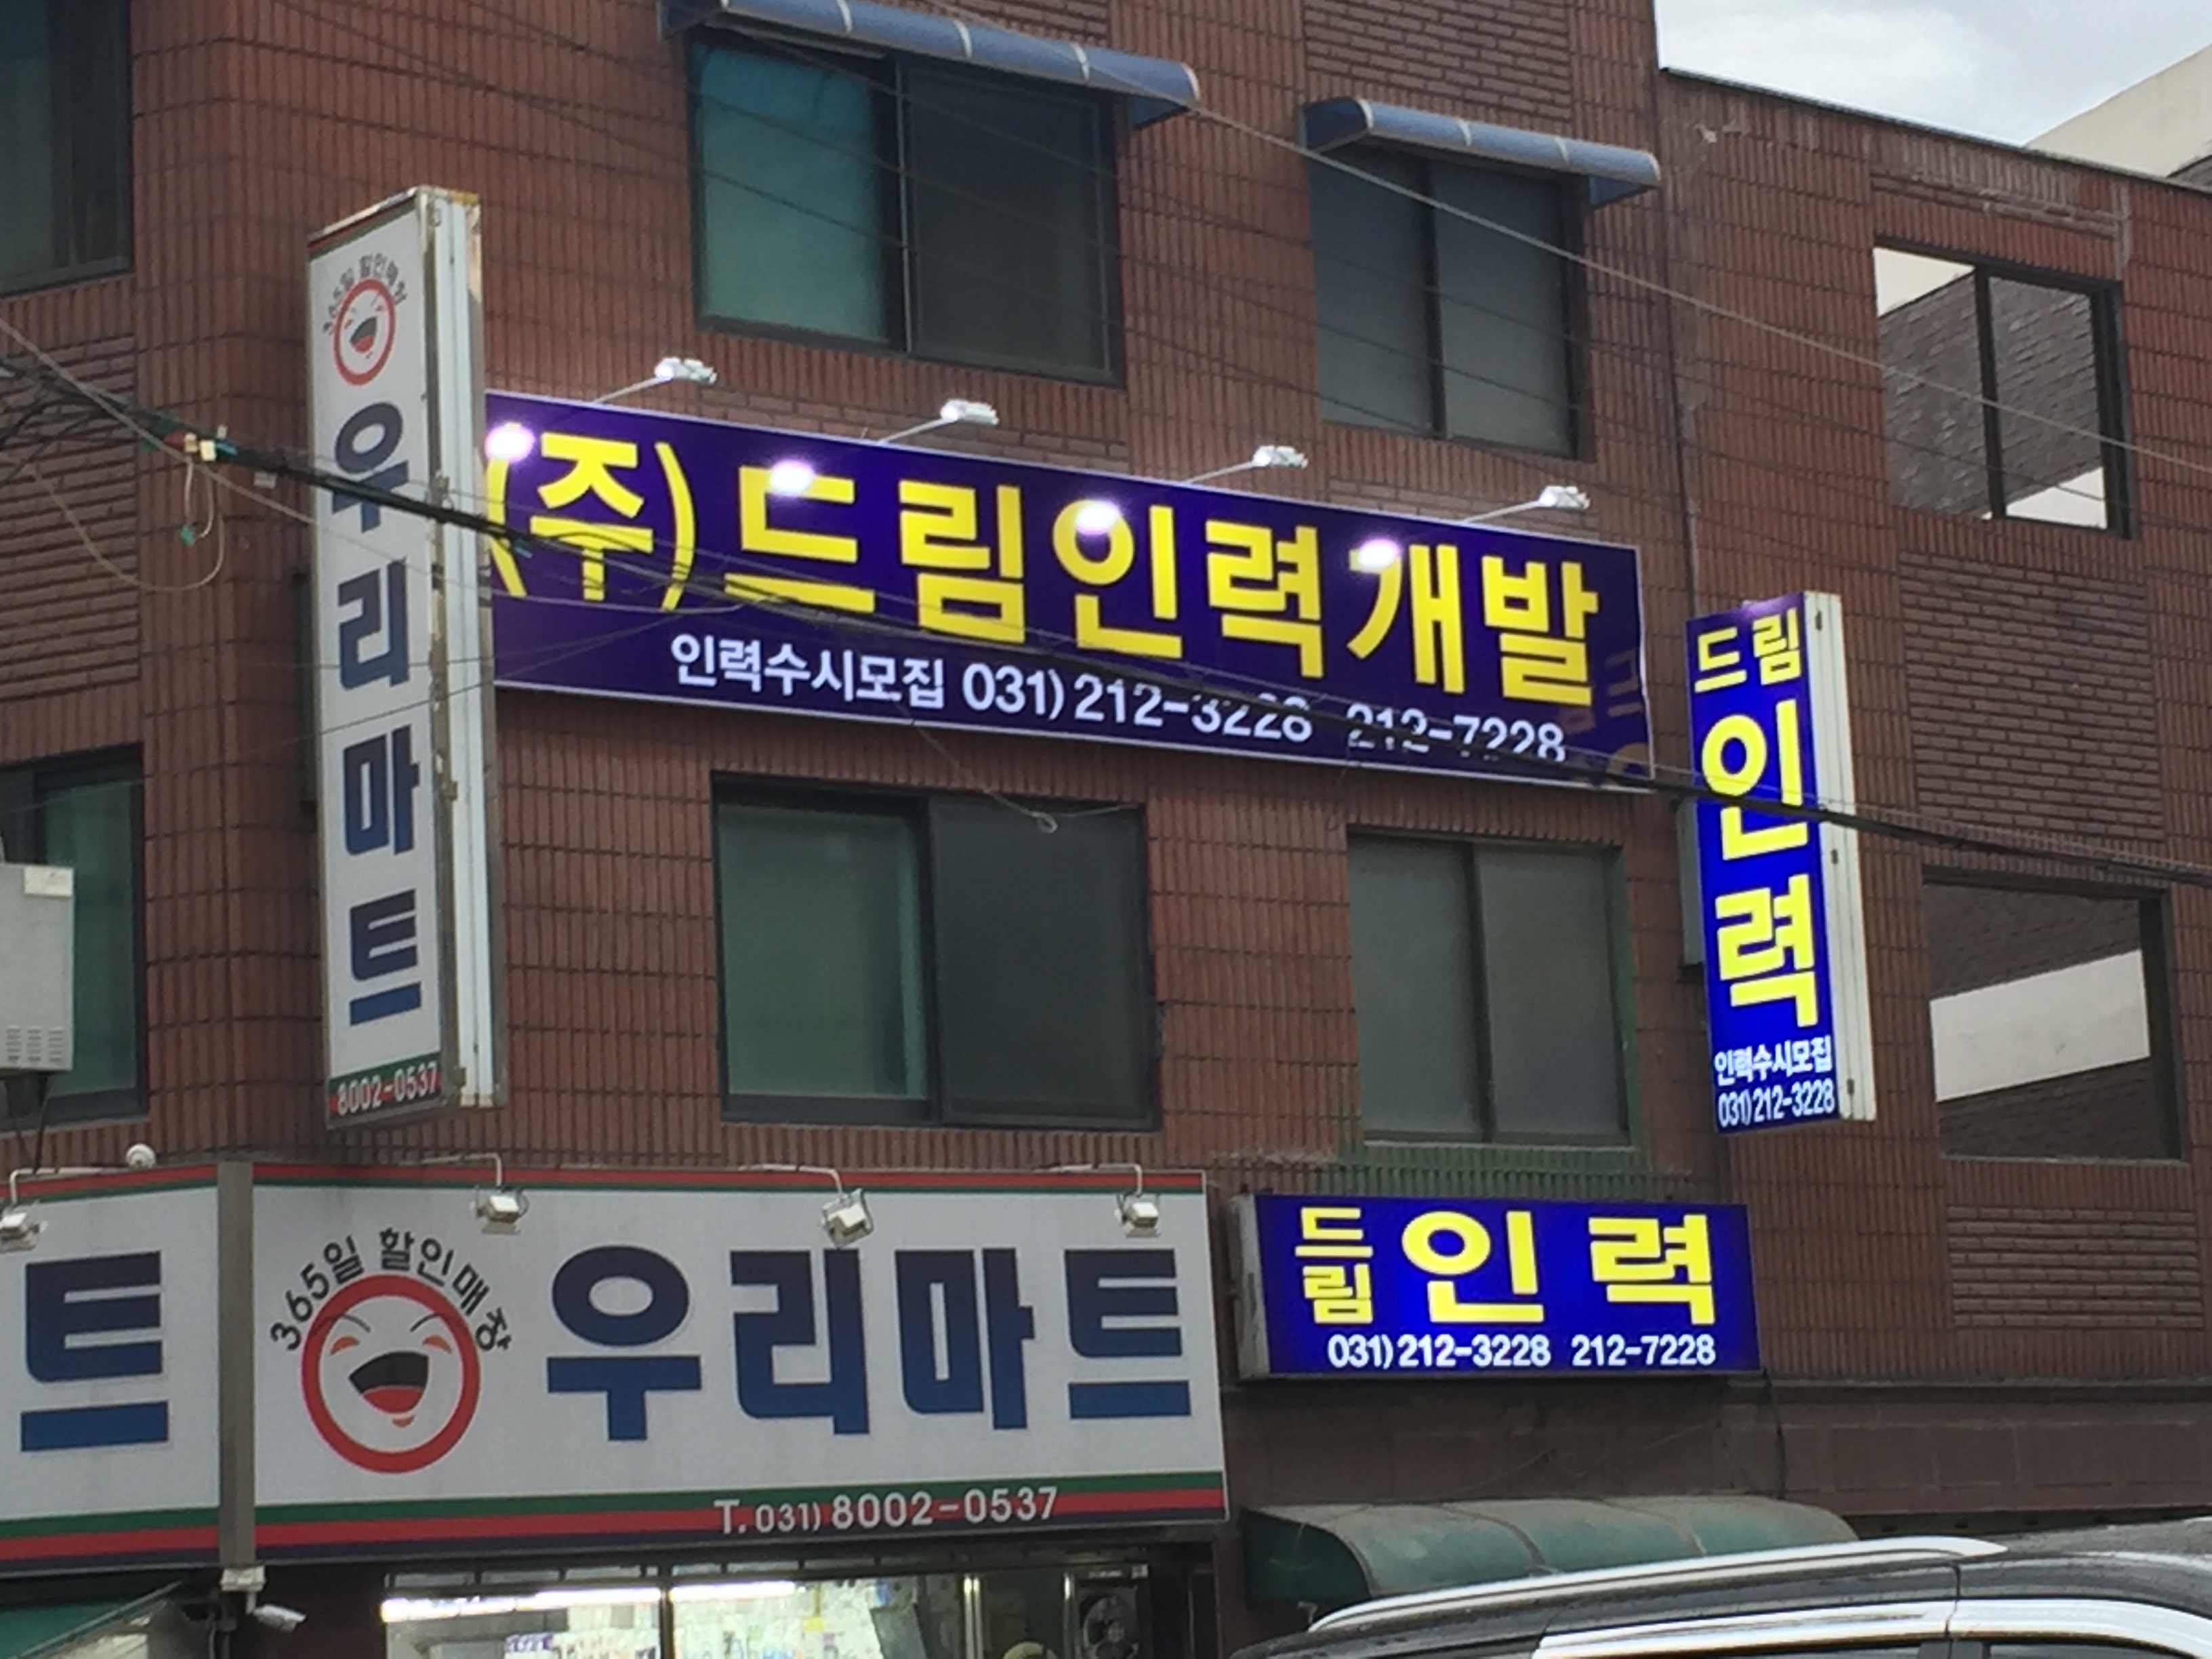 365일 할인매장
우리마트
8002-0537
(주)드림인력개발
인력수시모집 031)212-3228 212-7228
드림
인력
인력수시모집
031)212-3228
트
365일 할인매장
우리마트
T.031)8002-0537
드림 인력
031)212-3228 212-7228